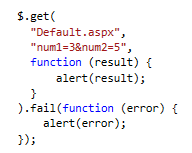 $.get(
"Default.aspx",
"num1=3&num2=5",
function (result) {
alert(result);
}
).fail(function (error) {
alert(error);
});